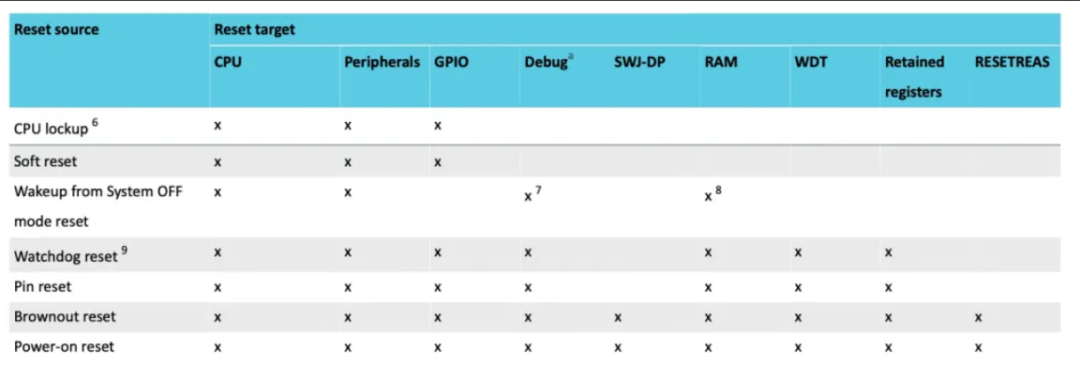 Reset source Reset target
CPU Peripherals GPIO Debug a SWJ-DP RAM WDT Retained registers RESETREAS
CPU lockup 6 x x x
Soft reset x x x
Wakeup from System OFF mode reset x x x 7 x 8
Watchdog reset 9 x x x x x x x
Pin reset x x x x x x x
Brownout reset x x x x x x x x x
Power-on reset x x x x x x x x x